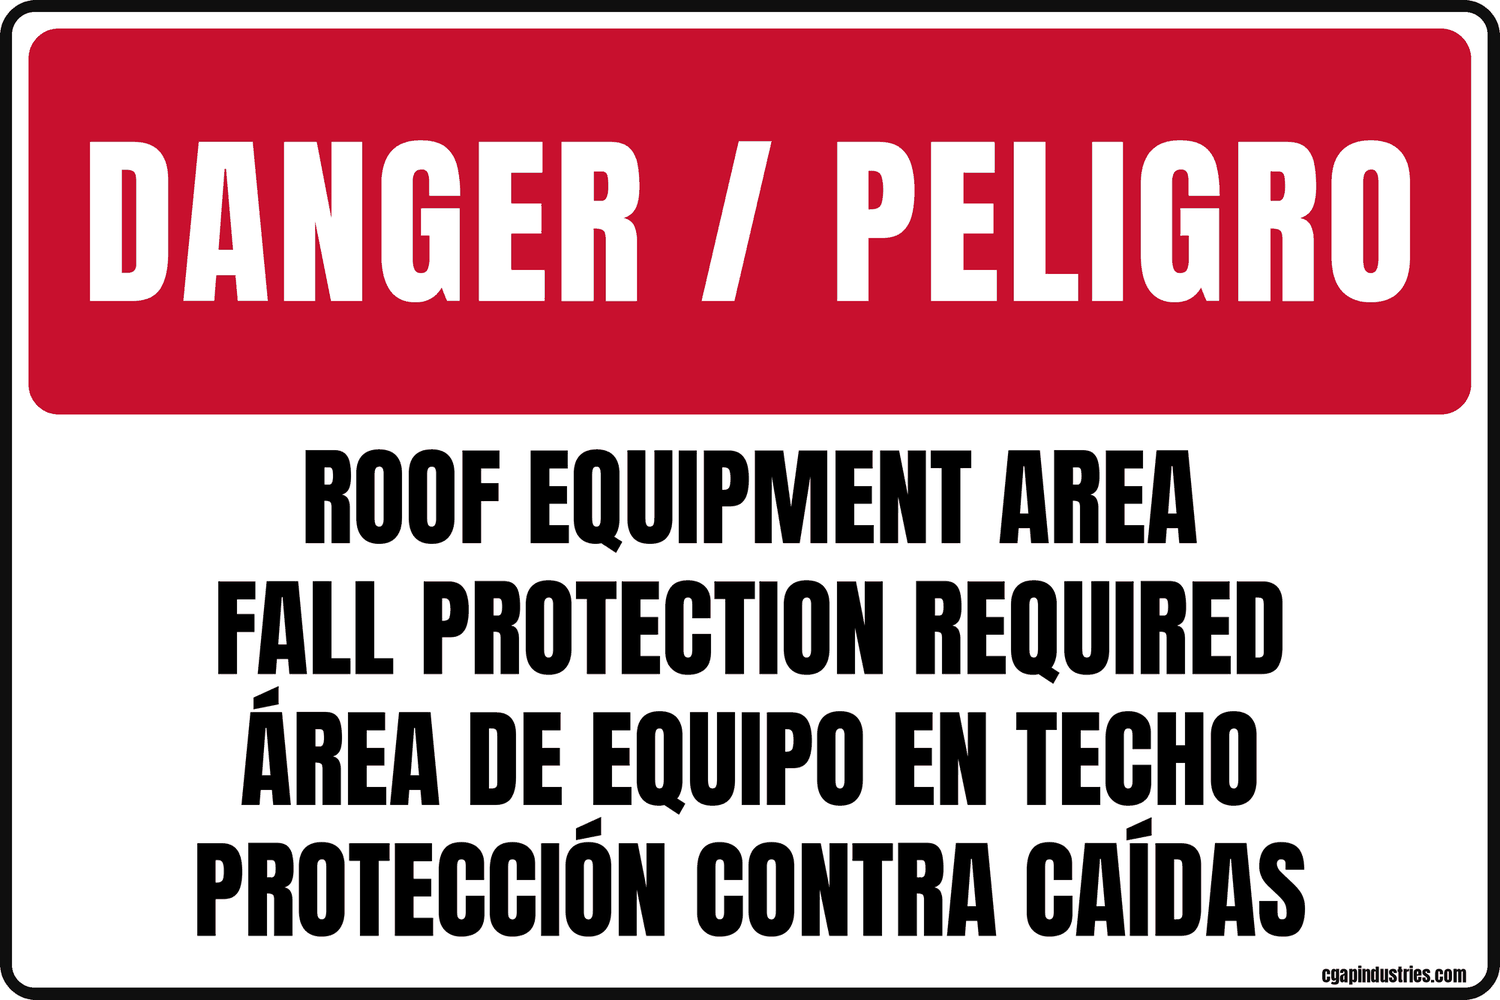 DANGER / PELIGRO
ROOF EQUIPMENT AREA
FALL PROTECTION REQUIRED
ÁREA DE EQUIPO EN TECHO
PROTECCIÓN CONTRA CAÍDAS
cgapindustries.com